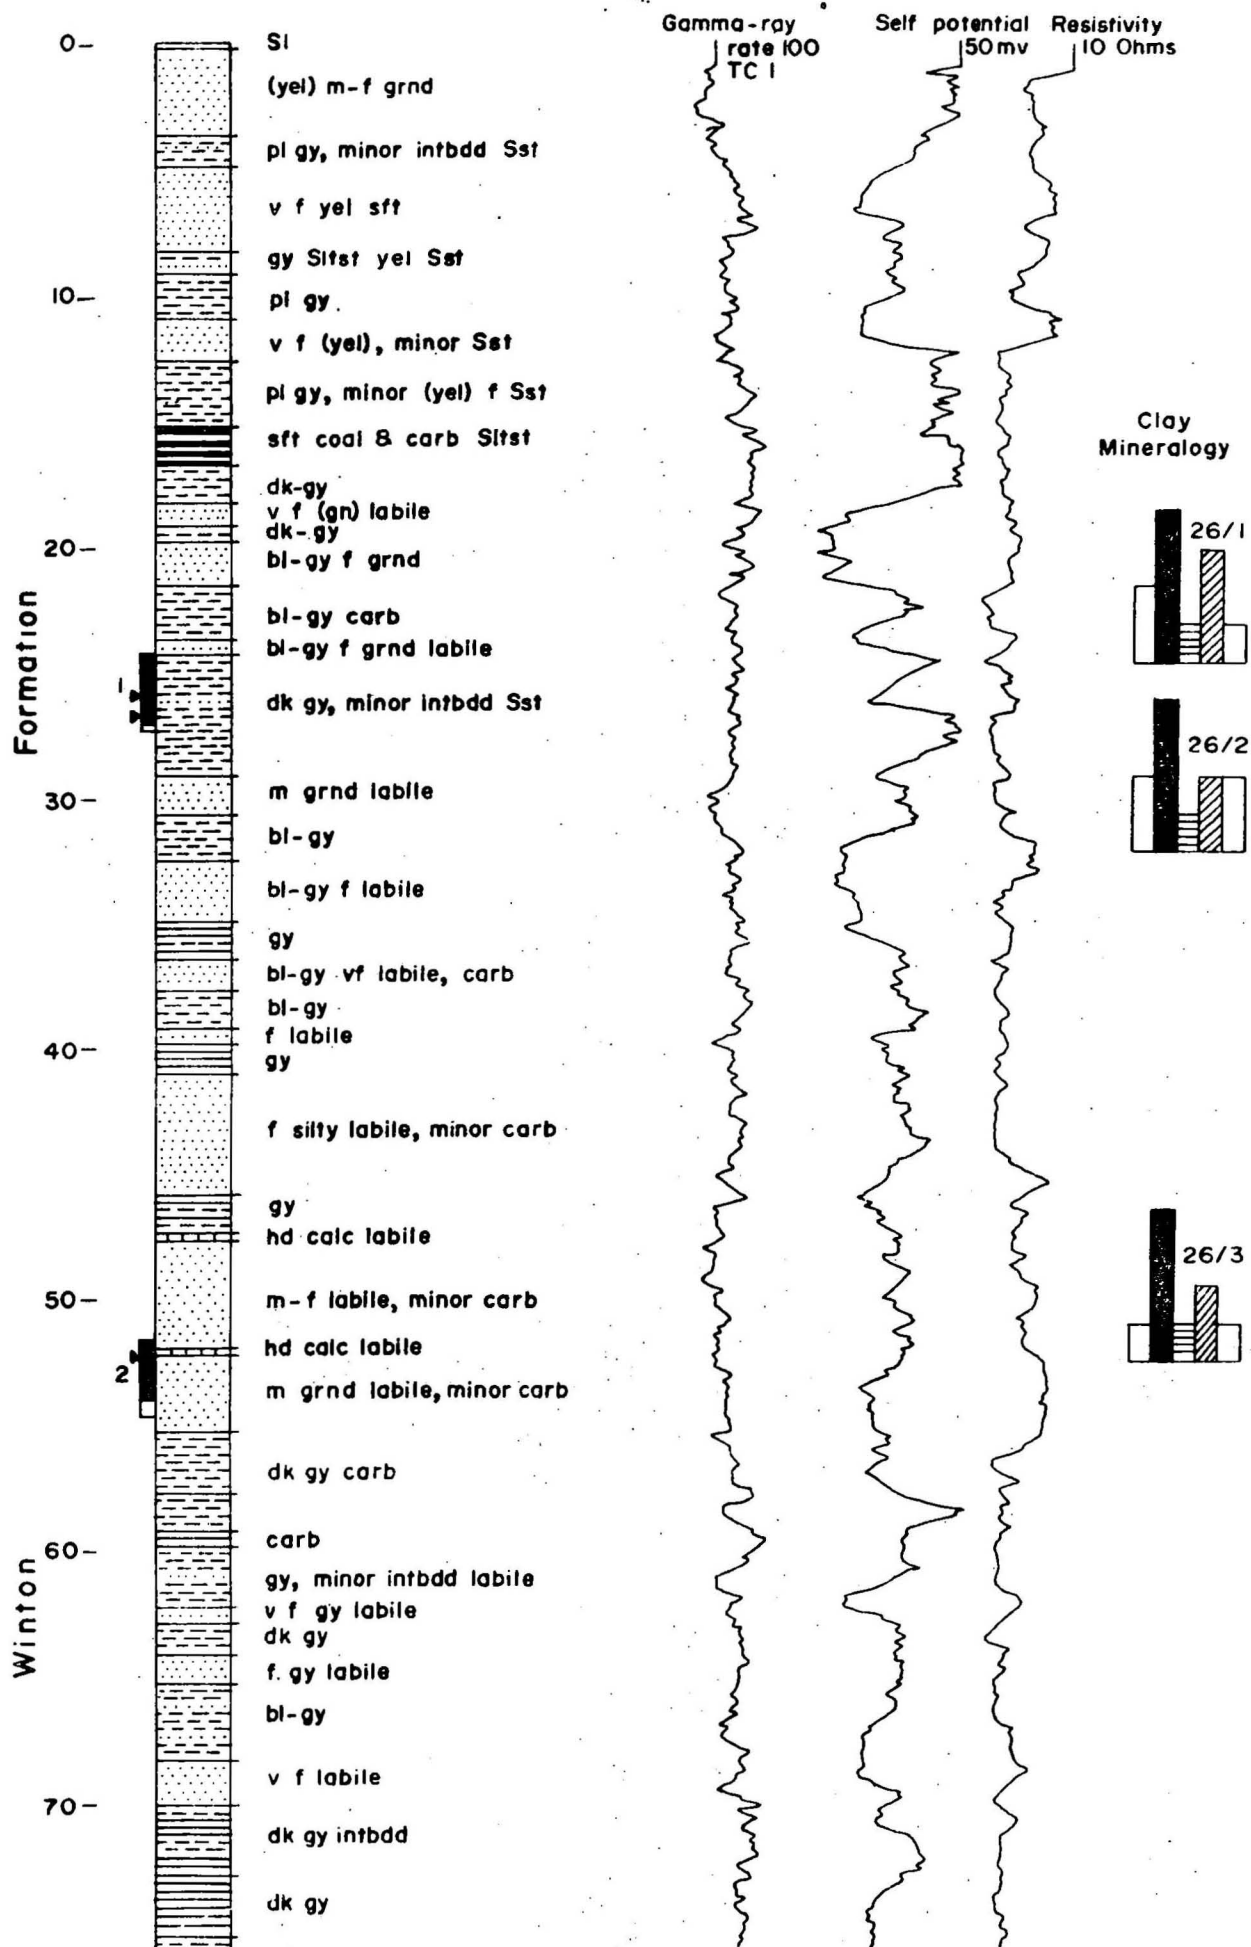 Gamma-ray
rate 100
TC 1
Self potential
50mv
Resistivity
10 Ohms
0
Sl
(yel) m-f grnd
pl gy, minor intbdd Sst
v f yel sft
gy Sltst yel Sst
10
pl gy.
v f (yel), minor Sst
pl gy, minor (yel) f Sst
sft coal & carb Sltst
Clay
Mineralogy
dk-gy
v f (gn) labile
dk-gy
20
bl-gy f grnd
26/1
bl-gy carb
bl-gy f grnd labile
Formation
1
dk gy, minor intbdd Sst
26/2
30
m grnd labile
bl-gy
bl-gy f labile
gy
bl-gy vf labile, carb
bl-gy
f labile
40
gy
f silty labile, minor carb
gy
hd calc labile
26/3
50
m-f labile, minor carb
hd calc labile
2
m grnd labile, minor carb
dk gy carb
60
carb
gy, minor intbdd labile
v f gy labile
Winton
dk gy
f. gy labile
bl-gy
v f labile
70
dk gy intbdd
dk gy